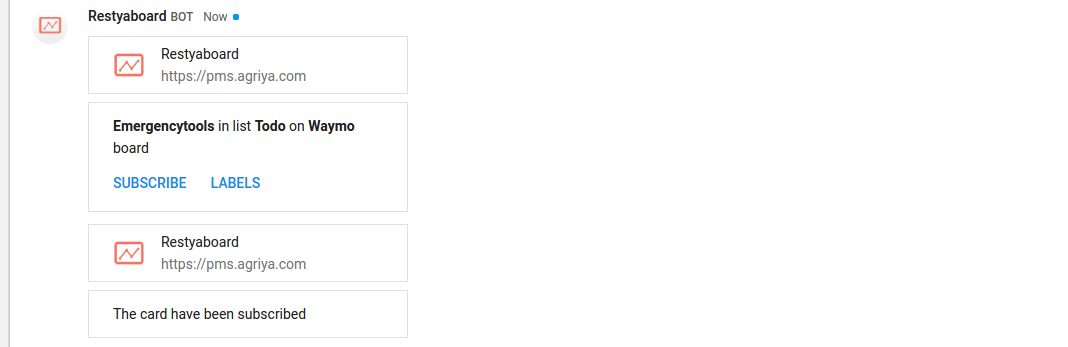 Restyaboard BOT Now
Restyaboard
https://pms.agriya.com
Emergencytools in list Todo on Waymo
board
SUBSCRIBE LABELS
Restyaboard
https://pms.agriya.com
The card have been subscribed